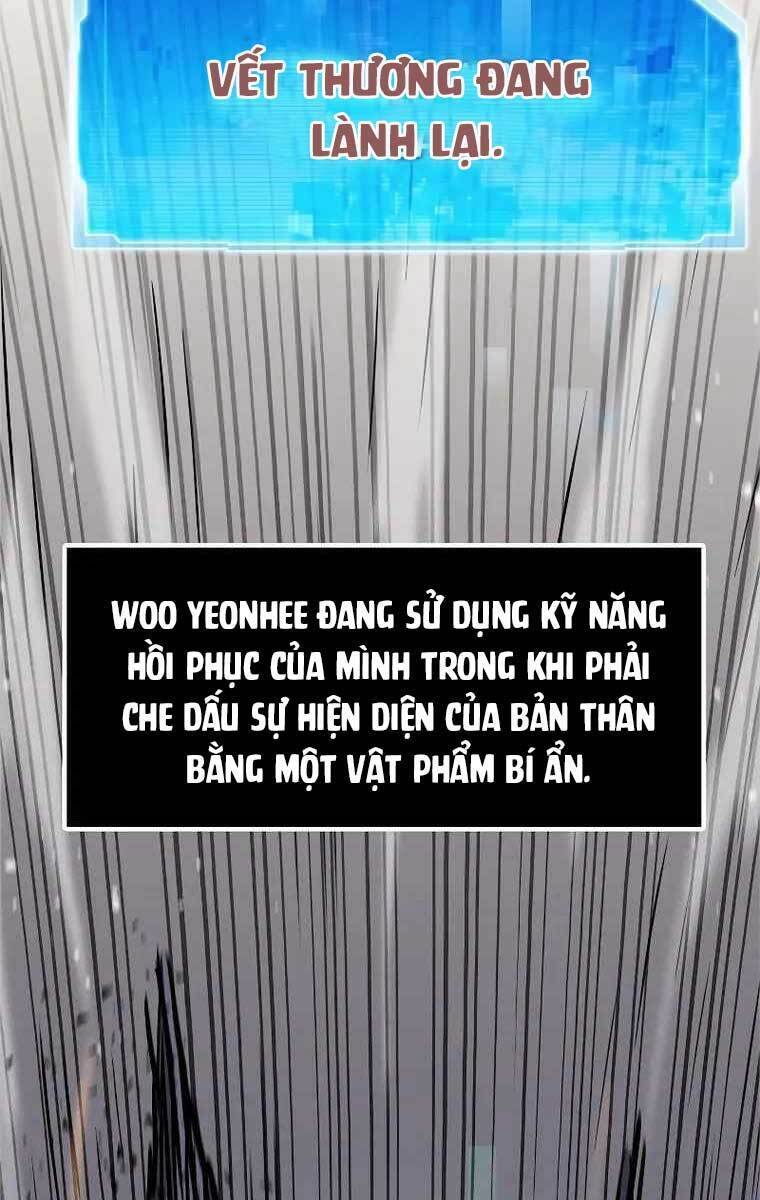 VẾT THƯƠNG ĐANG
LÀNH LẠI.
WOO YEONHEE ĐANG SỬ DỤNG KỸ NĂNG
HỒI PHỤC CỦA MÌNH TRONG KHI PHẢI
CHE DẤU SỰ HIỆN DIỆN CỦA BẢN THÂN
BẰNG MỘT VẬT PHẨM BÍ ẨN.